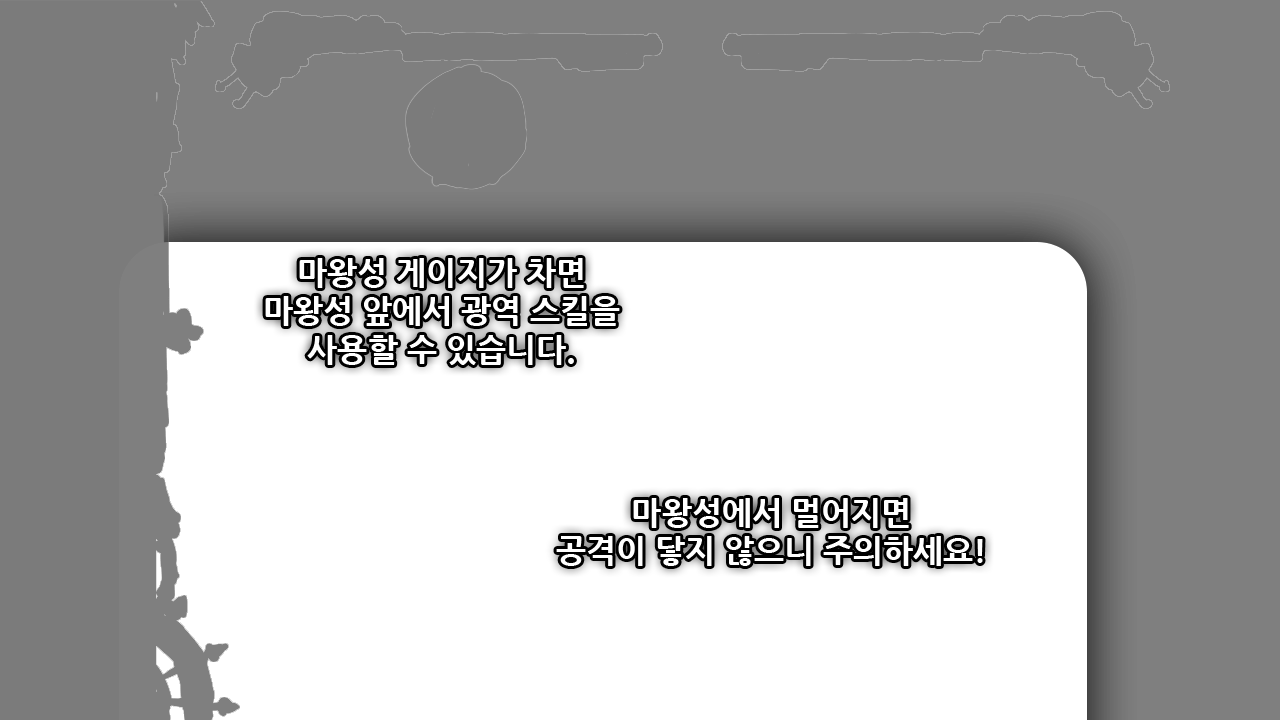 마왕성 게이지가 차면
마왕성 앞에서 광역 스킬을
사용할 수 있습니다.
마왕성에서 멀어지면
공격이 닿지 않으니 주의하세요!